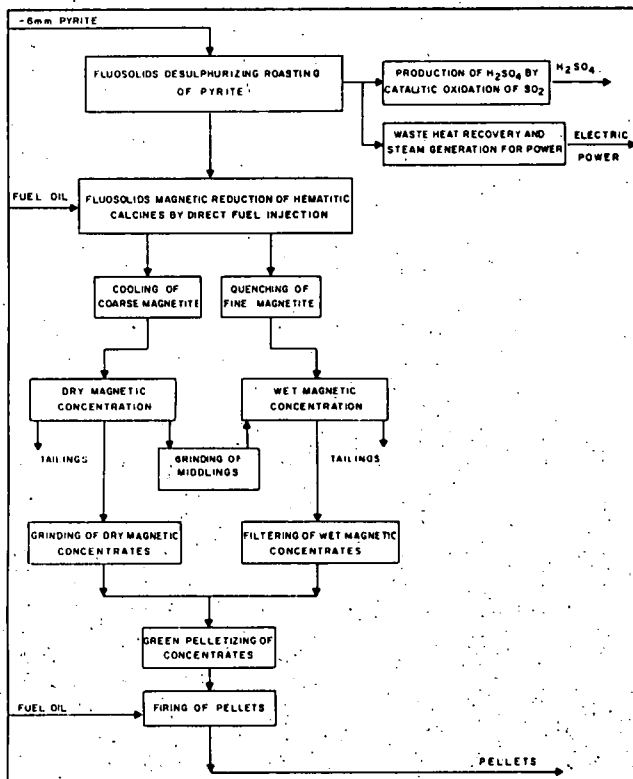 -6mm PYRITE
FLUOSOLIDS DESULPHURIZING ROASTING
OF PYRITE
PRODUCTION OF H2SO4 BY
CATALITIC OXIDATION OF SO2
H2SO4
WASTE HEAT RECOVERY AND
STEAM GENERATION FOR POWER
ELECTRIC
POWER
FUEL OIL
FLUOSOLIDS MAGNETIC REDUCTION OF HEMATITIC
CALCINES BY DIRECT FUEL INJECTION
COOLING OF
COARSE MAGNETITE
QUENCHING OF
FINE MAGNETITE
DRY MAGNETIC
CONCENTRATION
WET MAGNETIC
CONCENTRATION
TAILINGS
GRINDING OF
MIDDLINGS
TAILINGS
GRINDING OF DRY MAGNETIC
CONCENTRATES
FILTERING OF WET MAGNETIC
CONCENTRATES
GREEN PELLETIZING OF
CONCENTRATES
FUEL OIL
FIRING OF PELLETS
PELLETS